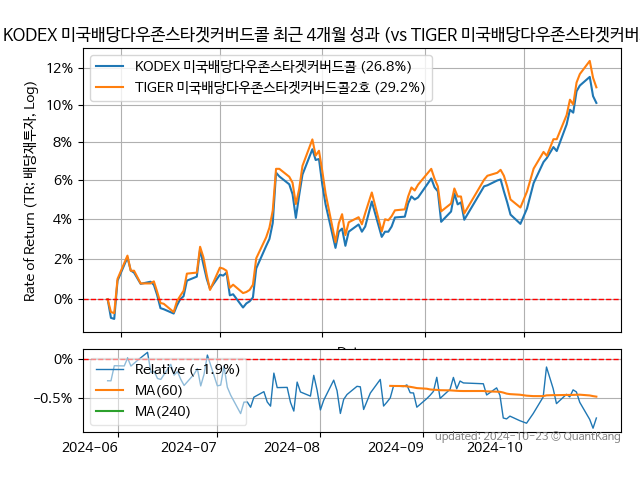 KODEX 미국배당다우존스타겟커버드콜 최근 4개월 성과 (vs TIGER 미국배당다우존스타겟커버
Rate of Return (TR: 배당재투자, Log)
12%
10%
8%
6%
4%
2%
0%
KODEX 미국배당다우존스타겟커버드콜 (26.8%)
TIGER 미국배당다우존스타겟커버드콜2호 (29.2%)
0%
−0.5%
Relative (-1.9%)
MA(60)
MA(240)
2024-06
2024-07
2024-08
2024-09
2024-10
updated: 2024-10-23 © QuantKang